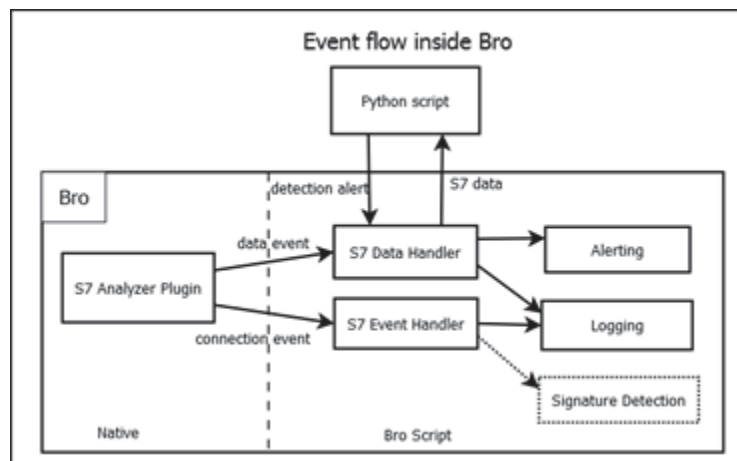 Event flow inside Bro
Python script
detection alert
S7 data
Bro
data event
S7 Data Handler
Alerting
S7 Analyzer Plugin
connection event
S7 Event Handler
Logging
Signature Detection
Native
Bro Script